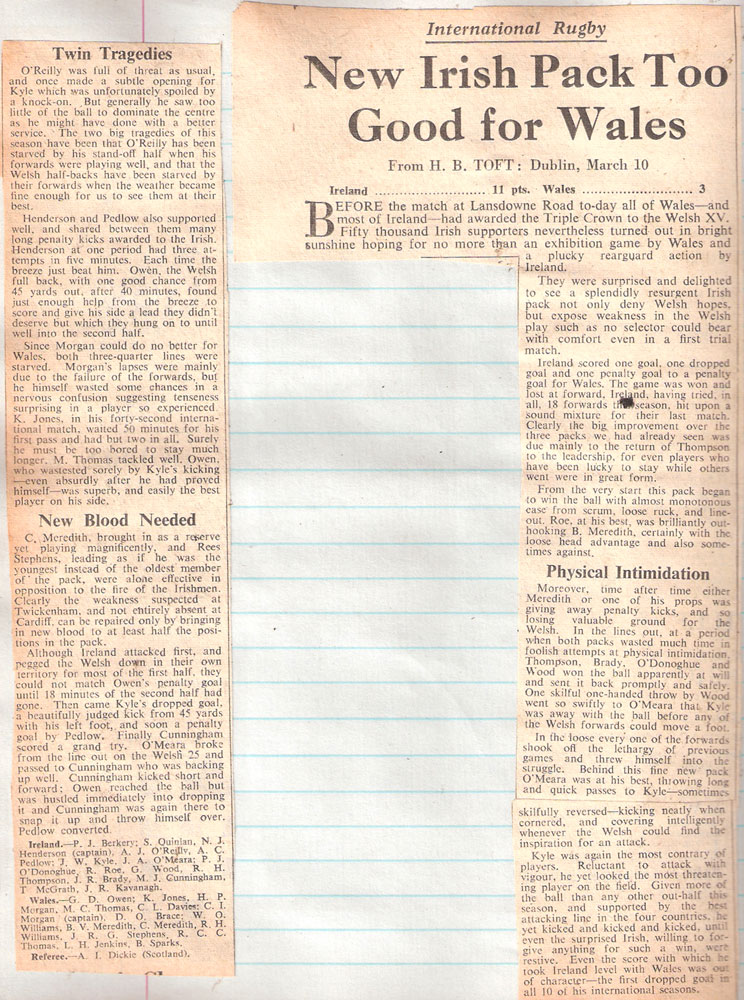 International Rugby
New Irish Pack Too
Good for Wales
From H. B. TOFT: Dublin, March 10
Ireland .................... 11 pts. Wales .................... 3
BEFORE the match at Lansdowne Road to-day all of Wales—and
most of Ireland—had awarded the Triple Crown to the Welsh XV.
Fifty thousand Irish supporters nevertheless turned out in bright
sunshine hoping for no more than an exhibition game by Wales and
a plucky rearguard action by
Ireland.
They were surprised and delighted
to see a splendidly resurgent Irish
pack not only deny Welsh hopes,
but expose weakness in the Welsh
play such as no selector could bear
with comfort even in a first trial
match.
Ireland scored one goal, one dropped
goal and one penalty goal to a penalty
goal for Wales. The game was won and
lost at forward, Ireland, having tried, in
all, 18 forwards this season, hit upon a
sound mixture for their last match.
Clearly the big improvement over the
three packs we had already seen was
due mainly to the return of Thompson
to the leadership, for even players who
have been lucky to stay while others
went were in great form.
From the very start this pack began
to win the ball with almost monotonous
ease from scrum, loose ruck, and line-
out. Roe, at his best, was brilliantly out-
hooking B. Meredith, certainly with the
loose head advantage and also some-
times against.
Physical Intimidation
Moreover, time after time either
Meredith or one of his props was
giving away penalty kicks, and so
losing valuable ground for the
Welsh. In the lines out, at a period
when both packs wasted much time in
foolish attempts at physical intimidation,
Thompson, Brady, O'Donoghue and
Wood won the ball apparently at will
and sent it back promptly and safely.
One skilful one-handed throw by Wood
went so swiftly to O'Meara that Kyle
was away with the ball before any of
the Welsh forwards could move a foot.
In the loose every one of the forwards
shook off the lethargy of previous
games and threw himself into the
struggle. Behind this fine new pack
O'Meara was at his best, throwing long
and quick passes to Kyle—sometimes
skilfully reversed—kicking neatly when
cornered, and covering intelligently
whenever the Welsh could find the
inspiration for an attack.
Kyle was again the most contrary of
players. Reluctant to attack with
vigour, he yet looked the most threaten-
ing player on the field. Given more of
the ball than any other out-half this
season, and supported by the best
attacking line in the four countries, he
yet kicked and kicked and kicked, until
even the surprised Irish, willing to for-
give anything for such a win, were
restive. Even the score with which he
took Ireland level with Wales was out
of character—the first dropped goal in
all 10 of his international seasons.
Twin Tragedies
O'Reilly was full of threat as usual,
and once made a subtle opening for
Kyle which was unfortunately spoiled by
a knock-on. But generally he saw too
little of the ball to dominate the centre
as he might have done with a better
service. The two big tragedies of this
season have been that O'Reilly has been
starved by his stand-off half when his
forwards were playing well, and that the
Welsh half-backs have been starved by
their forwards when the weather became
fine enough for us to see them at their
best.
Henderson and Pedlow also supported
well, and shared between them many
long penalty kicks awarded to the Irish.
Henderson at one period had three at-
tempts in five minutes. Each time the
breeze just beat him. Owen, the Welsh
full back, with one good chance from
45 yards out, after 40 minutes, found
just enough help from the breeze to
score and give his side a lead they didn't
deserve but which they hung on to until
well into the second half.
Since Morgan could do no better for
Wales, both three-quarter lines were
starved. Morgan's lapses were mainly
due to the failure of the forwards, but
he himself wasted some chances in a
nervous confusion suggesting tenseness
surprising in a player so experienced.
K. Jones, in his forty-second interna-
tional match, waited 50 minutes for his
first pass and had but two in all. Surely
he must be too bored to stay much
longer. M. Thomas tackled well. Owen,
who wastested sorely by Kyle's kicking
—even absurdly after he had proved
himself—was superb, and easily the best
player on his side.
New Blood Needed
C. Meredith, brought in as a reserve
yet playing magnificently, and Rees
Stephens, leading as if he was the
youngest instead of the oldest member
of the pack, were alone effective in
opposition to the fire of the Irishmen.
Clearly the weakness suspected at
Twickenham, and not entirely absent at
Cardiff, can be repaired only by bringing
in new blood to at least half the posi-
tions in the pack.
Although Ireland attacked first, and
pegged the Welsh down in their own
territory for most of the first half, they
could not match Owen's penalty goal
until 18 minutes of the second half had
gone. Then came Kyle's dropped goal,
a beautifully judged kick from 45 yards
with his left foot, and soon a penalty
goal by Pedlow. Finally Cunningham
scored a grand try. O'Meara broke
from the line out on the Welsh 25 and
passed to Cunningham who was backing
up well. Cunningham kicked short and
forward; Owen reached the ball but
was hustled immediately into dropping
it and Cunningham was again there to
snap it up and throw himself over.
Pedlow converted.
Ireland.—P. J. Berkery; S. Quinlan, N. J.
Henderson (captain), A. J. O'Reilly, A. C.
Pedlow; J. W. Kyle, J. A. O'Meara; P. J.
O'Donoghue, R. Roe, G. Wood, R. H.
Thompson, J. R. Brady, M. J. Cunningham,
T McGrath, J. R. Kavanagh.
Wales.—G. D. Owen; K. Jones, H. P.
Morgan, M. C. Thomas, C. L. Davies; C. I.
Morgan (captain), D. O. Brace; W. O.
Williams, B. V. Meredith, C. Meredith, R. H.
Williams, J. R. G. Stephens, R. C. C.
Thomas, L. H. Jenkins, B. Sparks.
Referee.—A. I. Dickie (Scotland).